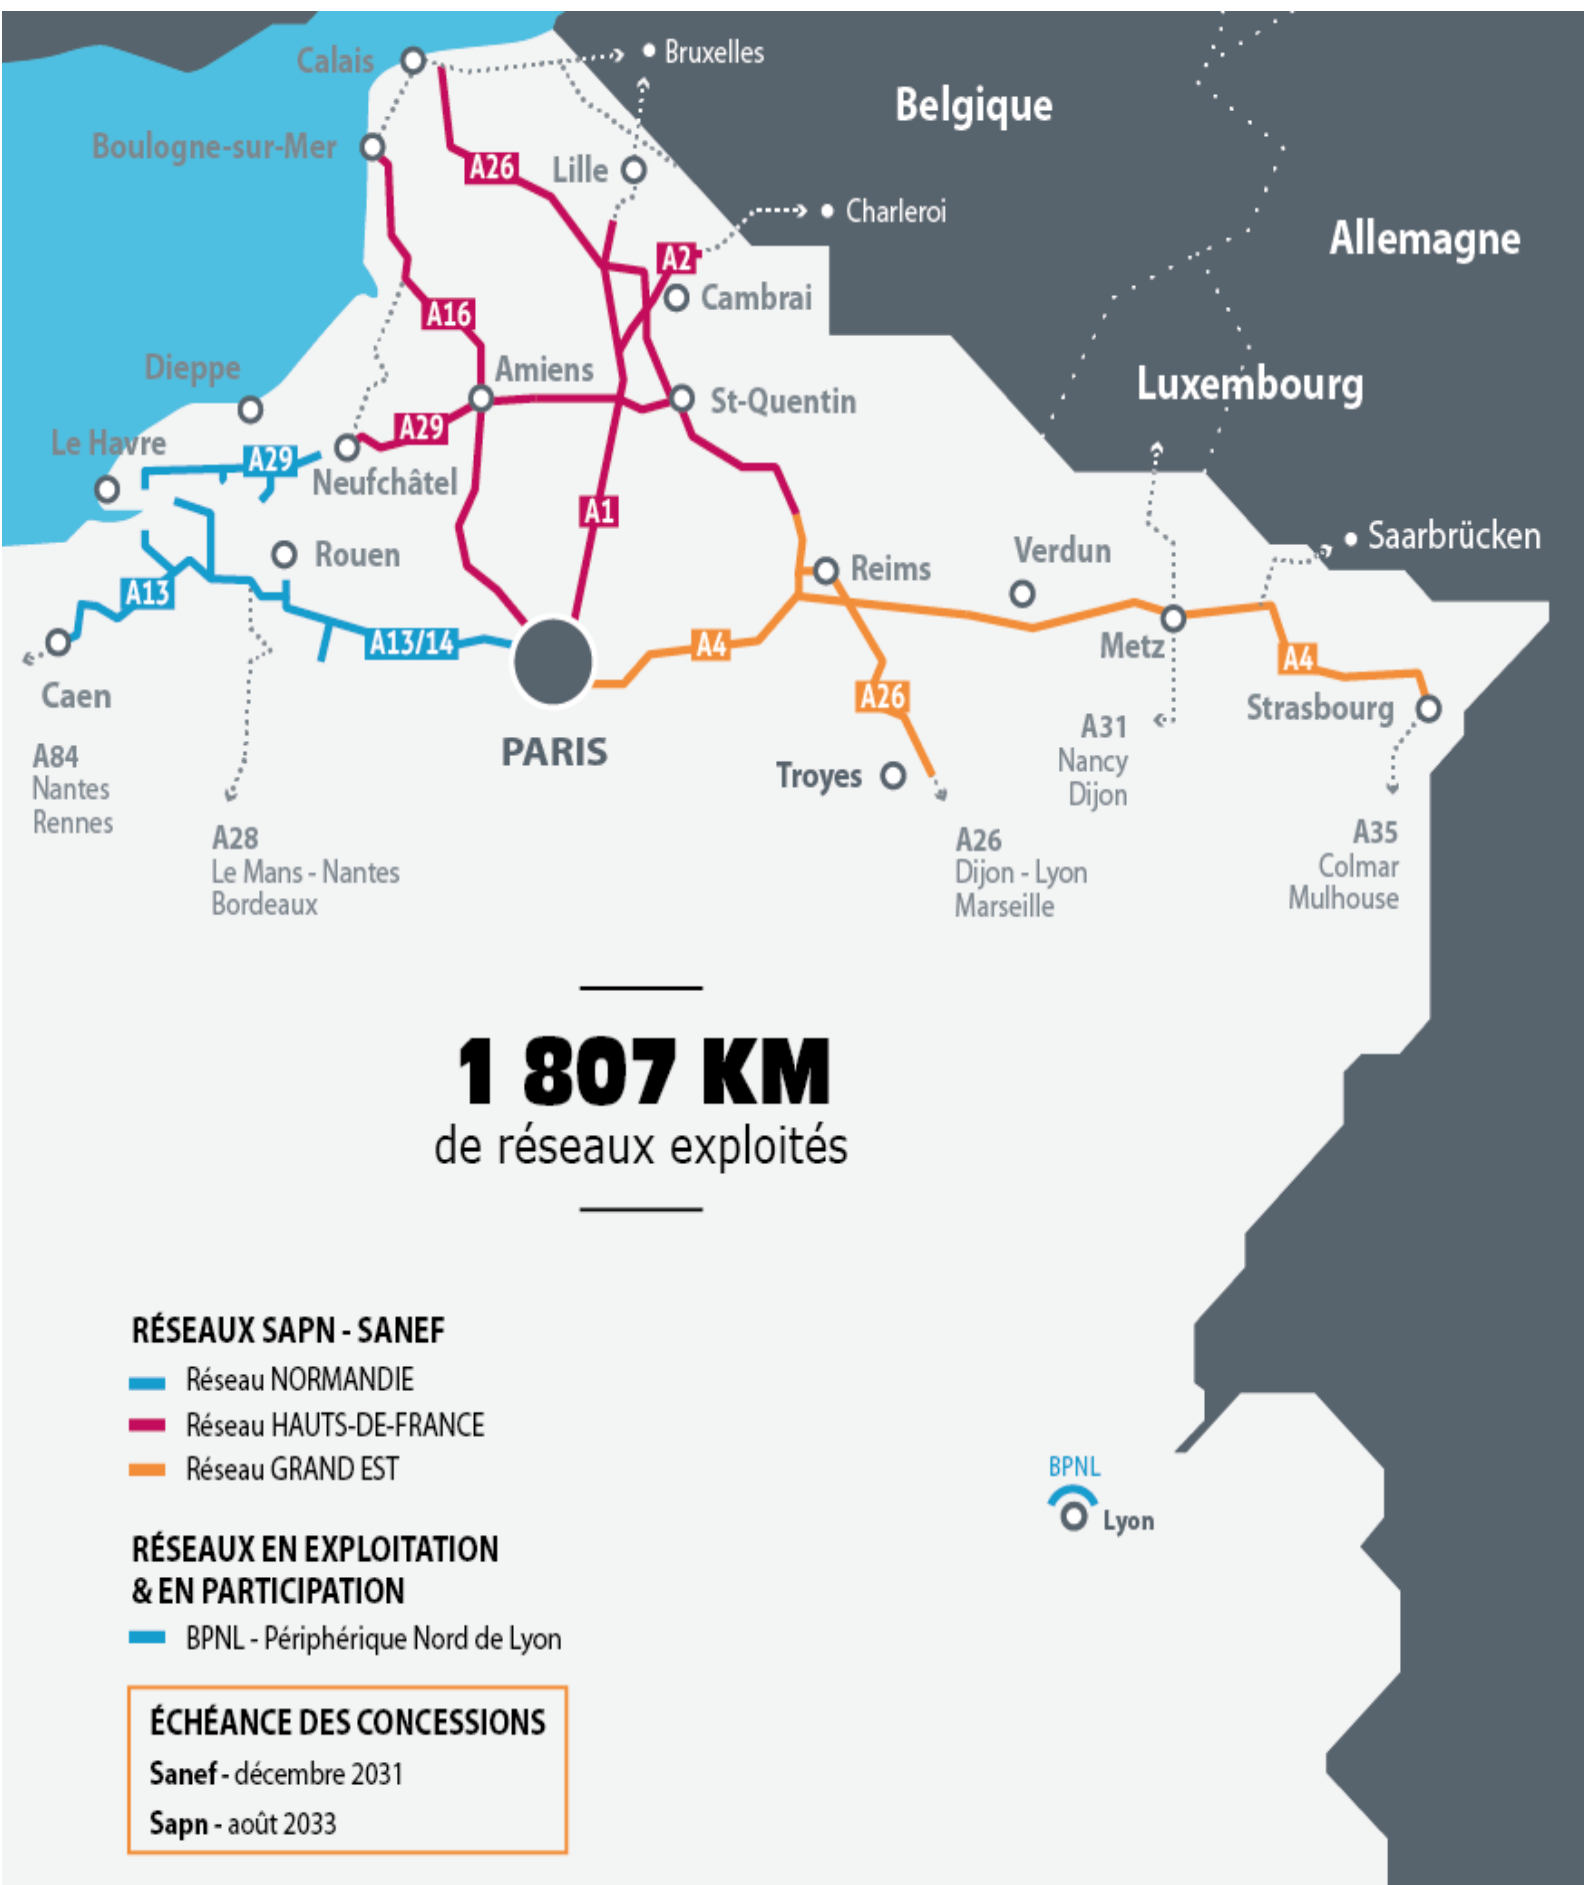 Calais
Bruxelles
Belgique
Boulogne-sur-Mer
A26
Lille
Charleroi
Allemagne
A2
Cambrai
A16
Dieppe
Amiens
Luxembourg
St-Quentin
A29
Le Havre
A29
Neufchâtel
A1
Saarbrücken
Rouen
Reims
Verdun
A13
A13/14
A4
Metz
A4
Caen
A26
Strasbourg
PARIS
Troyes
A84
Nantes
Rennes
A31
Nancy
Dijon
A28
Le Mans - Nantes
Bordeaux
A26
Dijon - Lyon
Marseille
A35
Colmar
Mulhouse
1 807 KM
de réseaux exploités
RÉSEAUX SAPN - SANEF
Réseau NORMANDIE
Réseau HAUTS-DE-FRANCE
Réseau GRAND EST
BPNL
Lyon
RÉSEAUX EN EXPLOITATION
& EN PARTICIPATION
BPNL - Périphérique Nord de Lyon
ÉCHÉANCE DES CONCESSIONS
Sanef - décembre 2031
Sapn - août 2033